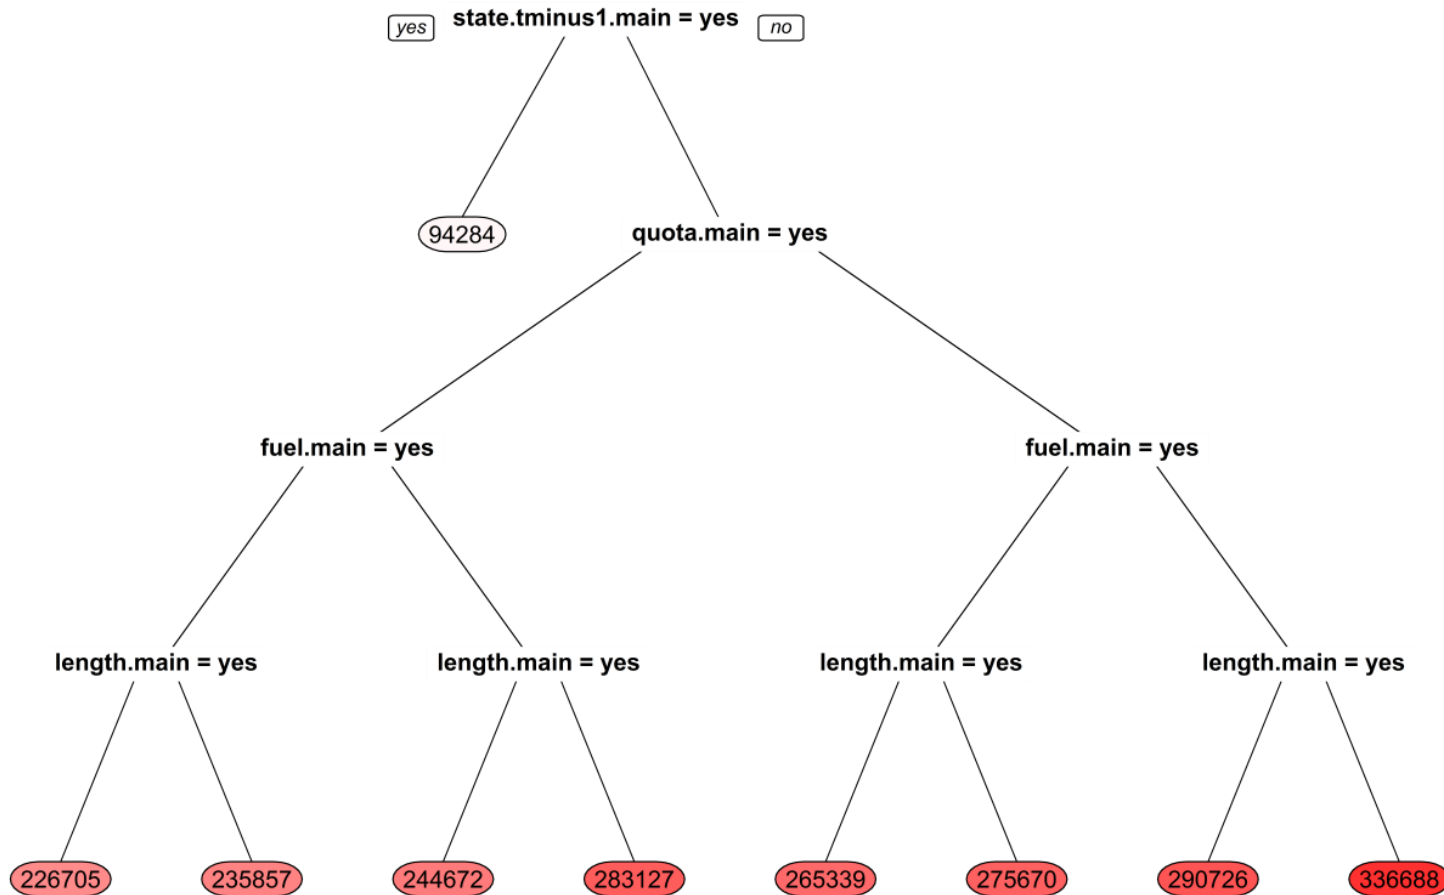 yes state.tminus1.main = yes no
94284 quota.main = yes
fuel.main = yes fuel.main = yes
length.main = yes length.main = yes length.main = yes length.main = yes
226705 235857 244672 283127 265339 275670 290726 336688